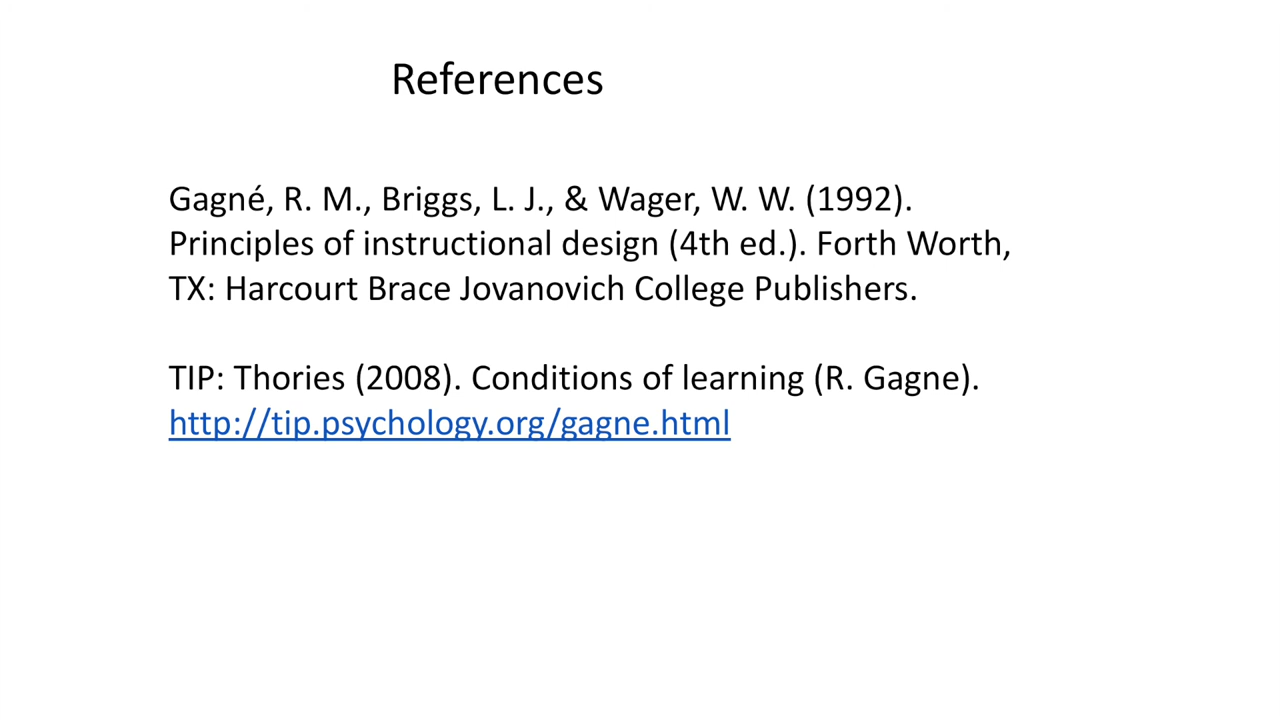 References
Gagné, R. M., Briggs, L. J., & Wager, W. W. (1992).
Principles of instructional design (4th ed.). Forth Worth,
TX: Harcourt Brace Jovanovich College Publishers.
TIP: Thories (2008). Conditions of learning (R. Gagne).
http://tip.psychology.org/gagne.html